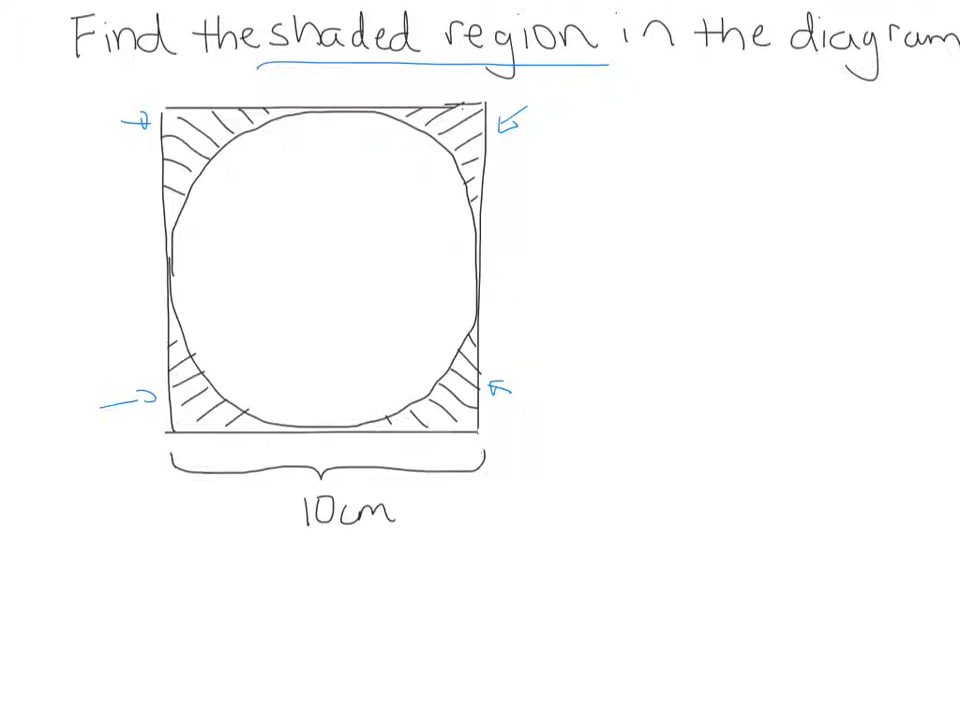 Find the shaded region in the diagram
10cm